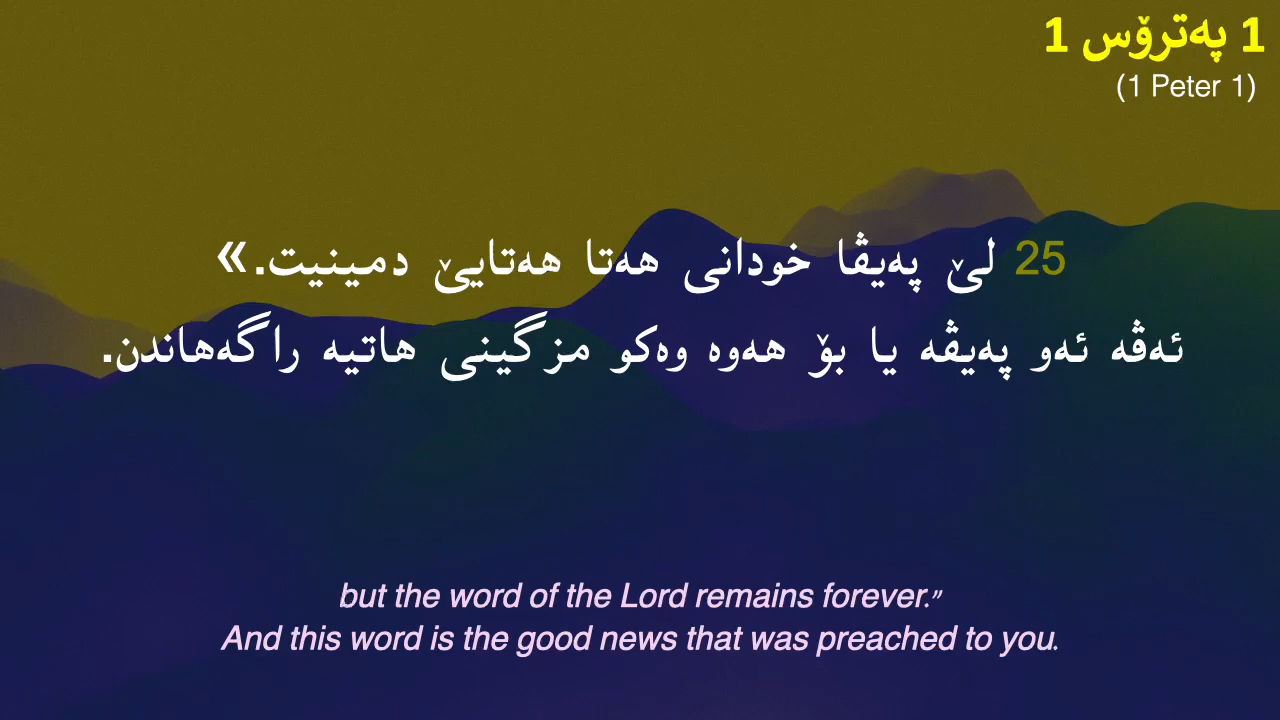 1 پەترۆس 1
(1 Peter 1)
25 لێ پەیڤا خودانی هەتا هەتایێ دمینیت.»
ئەڤە ئەو پەیڤە یا بۆ هەوە وەکو مزگینی هاتیە راگەهاندن.
but the word of the Lord remains forever.”
And this word is the good news that was preached to you.